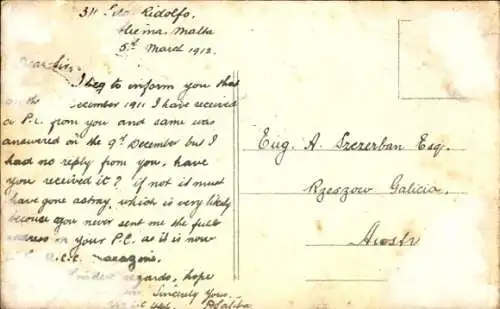 311 Ridolfo.
Sliema. Malta
5th March 1912.
Dear Sir,
I beg to inform you that
on the December 1911 I have received
a P.C. from you and same was
answered on the 9th December but I
had no reply from you, have
you received it? if not it must
have gone astray, which is very likely
because you never sent me the full
address on your P.C. as it is now
C.C. Magazine.
Kindest regards, hope
Sincerely Yours.
Eug. A. Szczerban Esq.
Rzeszow Galicia.
Austr